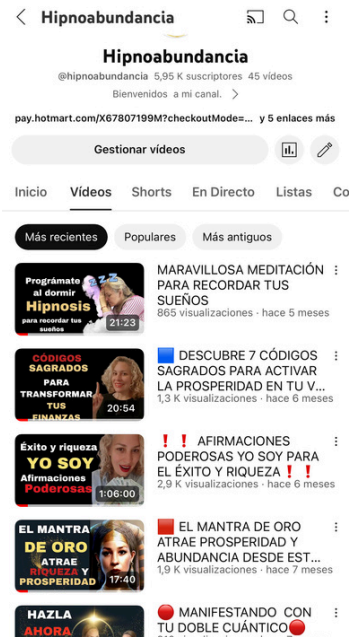 Hipnoabundancia
Hipnoabundancia
@hipnoabundancia 5,95 K suscriptores 45 vídeos
Bienvenidos a mi canal.
pay.hotmart.com/X67807199M?checkoutMode=... y 5 enlaces más
Gestionar vídeos
Inicio Vídeos Shorts En Directo Listas Co
Más recientes Populares Más antiguos
Prográmate
al dormir
Hipnosis
para recordar tus
sueños
21:23
MARAVILLOSA MEDITACIÓN
PARA RECORDAR TUS
SUEÑOS
865 visualizaciones · hace 5 meses
CÓDIGOS
SAGRADOS
PARA
TRANSFORMAR
TUS
FINANZAS
20:54
🟦 DESCUBRE 7 CÓDIGOS
SAGRADOS PARA ACTIVAR
LA PROSPERIDAD EN TU V...
1,3 K visualizaciones · hace 6 meses
Éxito y riqueza
YO SOY
Afirmaciones
Poderosas
1:06:00
❗❗ AFIRMACIONES
PODEROSAS YO SOY PARA
EL ÉXITO Y RIQUEZA❗❗
2,9 K visualizaciones · hace 6 meses
EL MANTRA
DE ORO
ATRAE
RIQUEZA Y
PROSPERIDAD
17:40
🟥 EL MANTRA DE ORO
ATRAE PROSPERIDAD Y
ABUNDANCIA DESDE EST...
1,9 K visualizaciones · hace 7 meses
HAZLA
AHORA
🔴 MANIFESTANDO CON
TU DOBLE CUÁNTICO🔴